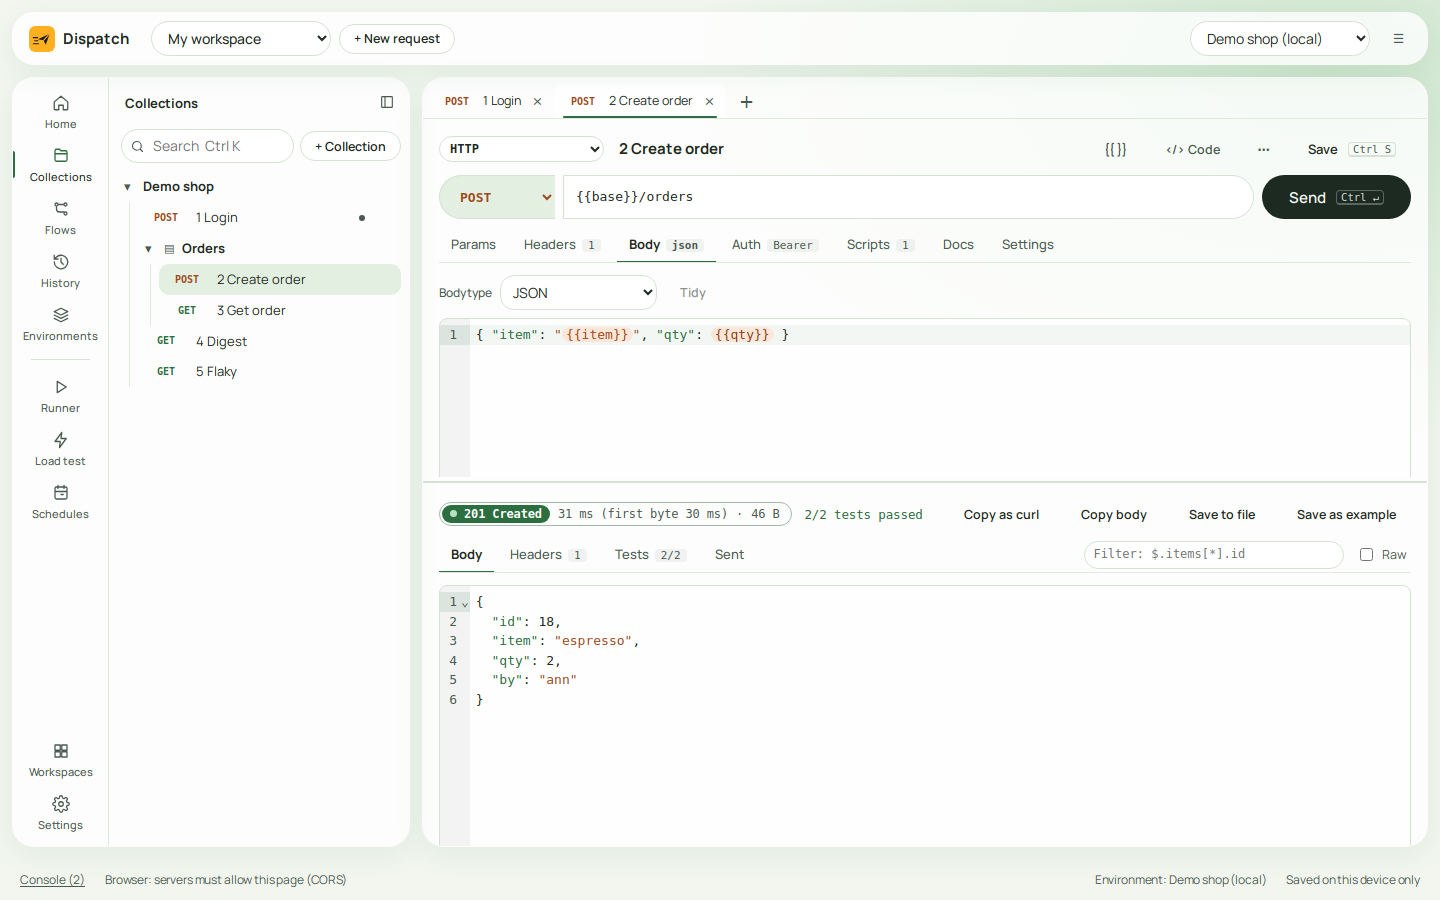 Dispatch
My workspace
+ New request
Demo shop (local)
Home
Collections
Flows
History
Environments
Runner
Load test
Schedules
Workspaces
Settings
Collections
Search Ctrl K
+ Collection
Demo shop
POST 1 Login
Orders
POST 2 Create order
GET 3 Get order
GET 4 Digest
GET 5 Flaky
POST 1 Login ×
POST 2 Create order ×
+
HTTP
2 Create order
{{}}
</> Code
···
Save Ctrl S
POST
{{base}}/orders
Send Ctrl ↵
Params
Headers 1
Body json
Auth Bearer
Scripts 1
Docs
Settings
Body type
JSON
Tidy
1 { "item": "{{item}}", "qty": {{qty}} }
201 Created 31 ms (first byte 30 ms) · 46 B
2/2 tests passed
Copy as curl
Copy body
Save to file
Save as example
Body
Headers 1
Tests 2/2
Sent
Filter: $.items[*].id
Raw
1 {
2 "id": 18,
3 "item": "espresso",
4 "qty": 2,
5 "by": "ann"
6 }
Console (2)
Browser: servers must allow this page (CORS)
Environment: Demo shop (local)
Saved on this device only